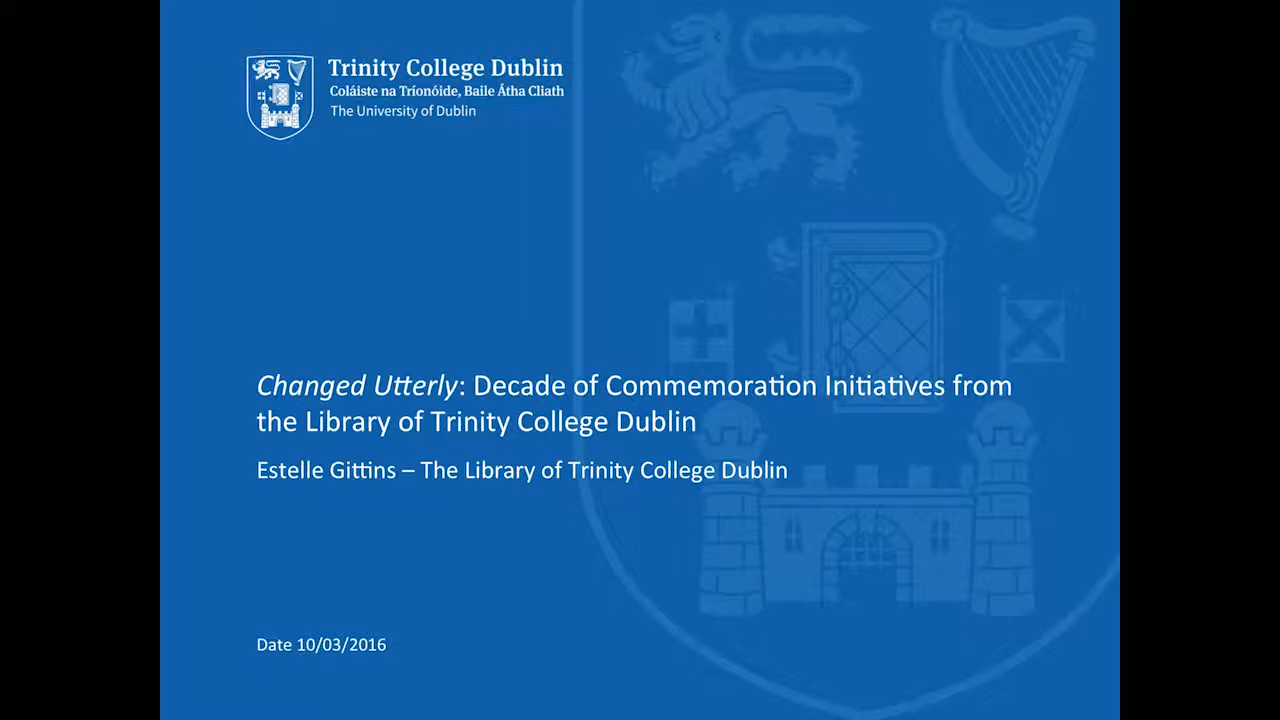 Trinity College Dublin
Coláiste na Tríonóide, Baile Átha Cliath
The University of Dublin
Changed Utterly: Decade of Commemoration Initiatives from
the Library of Trinity College Dublin
Estelle Gittins – The Library of Trinity College Dublin
Date 10/03/2016